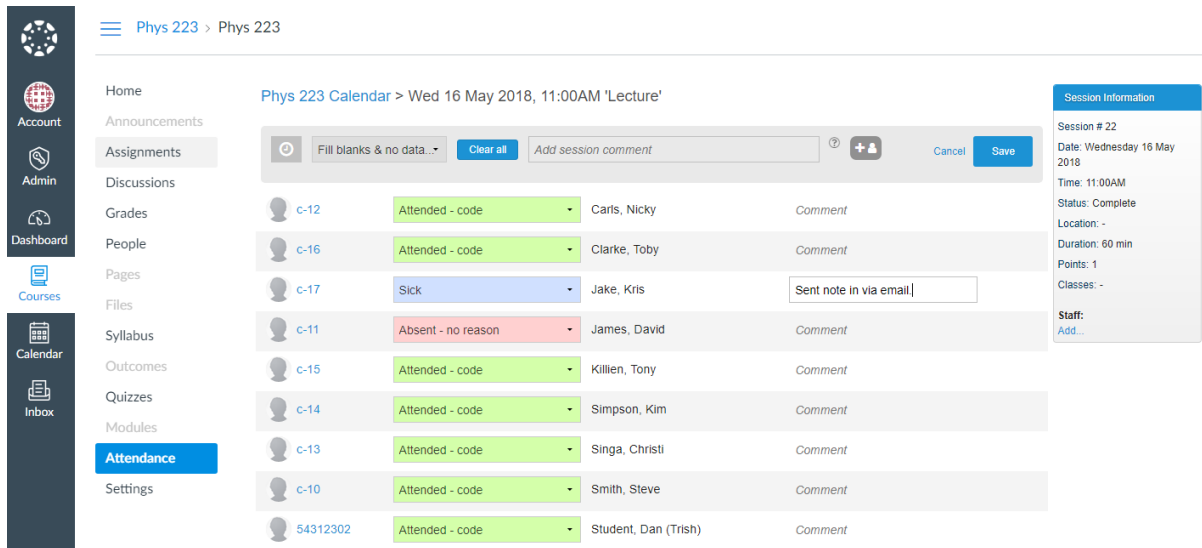 Phys 223 > Phys 223
Account
Admin
Dashboard
Courses
Calendar
Inbox
Home
Announcements
Assignments
Discussions
Grades
People
Pages
Files
Syllabus
Outcomes
Quizzes
Modules
Attendance
Settings
Phys 223 Calendar > Wed 16 May 2018, 11:00AM 'Lecture'
Fill blanks & no data... Clear all Add session comment ? Cancel Save
c-12 Attended - code Carls, Nicky Comment
c-16 Attended - code Clarke, Toby Comment
c-17 Sick Jake, Kris Sent note in via email.
c-11 Absent - no reason James, David Comment
c-15 Attended - code Killien, Tony Comment
c-14 Attended - code Simpson, Kim Comment
c-13 Attended - code Singa, Christi Comment
c-10 Attended - code Smith, Steve Comment
54312302 Attended - code Student, Dan (Trish) Comment
Session Information
Session # 22
Date: Wednesday 16 May
2018
Time: 11:00AM
Status: Complete
Location: -
Duration: 60 min
Points: 1
Classes: -
Staff:
Add...